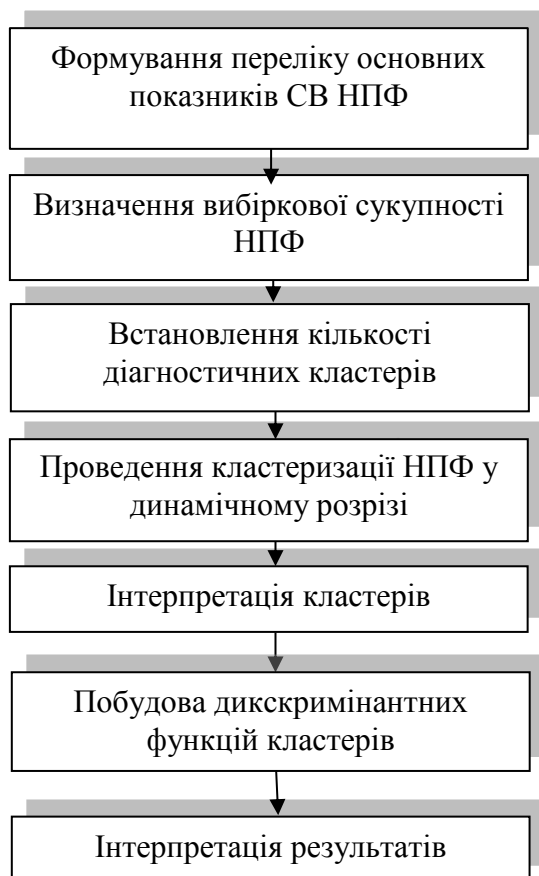 Формування переліку основних
показників СВ НПФ
Визначення вибіркової сукупності
НПФ
Встановлення кількості
діагностичних кластерів
Проведення кластеризації НПФ у
динамічному розрізі
Інтерпретація кластерів
Побудова дикскримінантних
функцій кластерів
Інтерпретація результатів